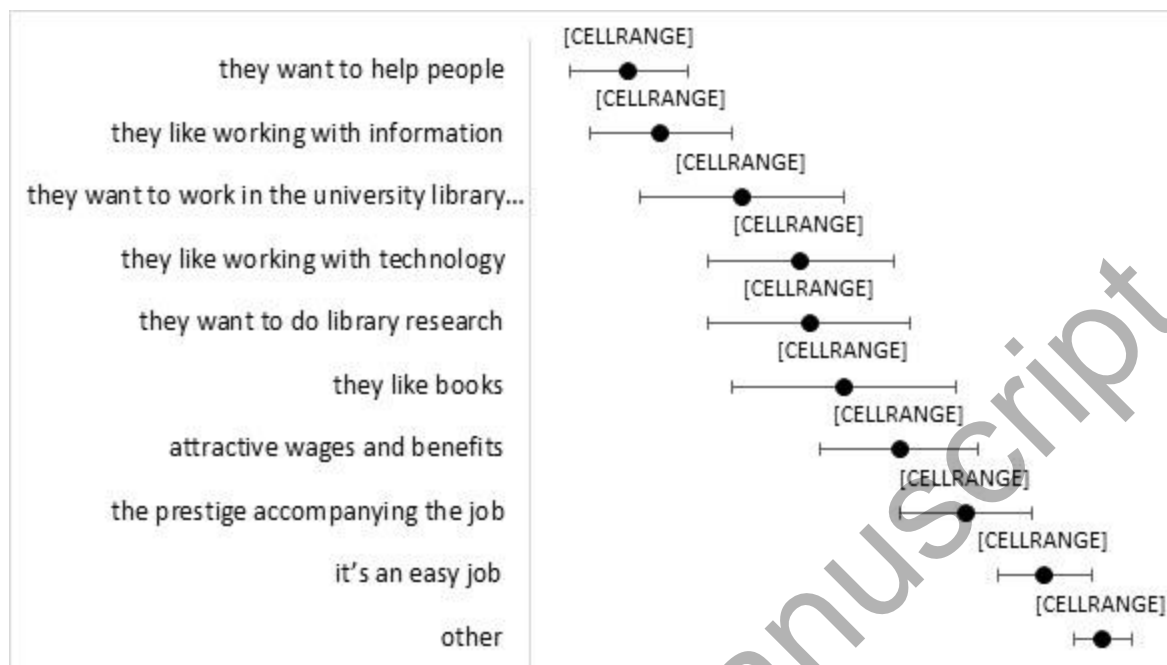 [CELLRANGE]
they want to help people
[CELLRANGE]
they like working with information
[CELLRANGE]
they want to work in the university library...
[CELLRANGE]
they like working with technology
[CELLRANGE]
they want to do library research
[CELLRANGE]
they like books
[CELLRANGE]
attractive wages and benefits
[CELLRANGE]
the prestige accompanying the job
[CELLRANGE]
it's an easy job
[CELLRANGE]
other